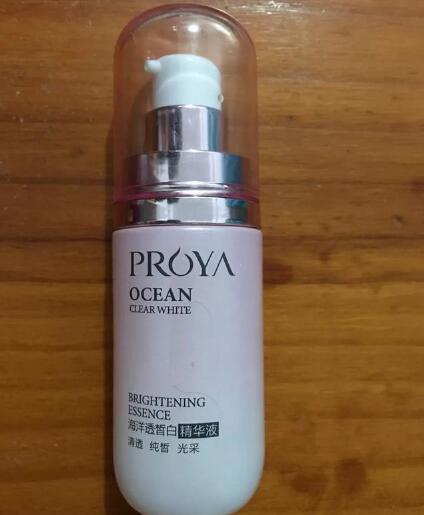 PROYA
OCEAN
CLEAR WHITE
BRIGHTENING
ESSENCE
海洋透皙白精华液
清透 纯皙 光采